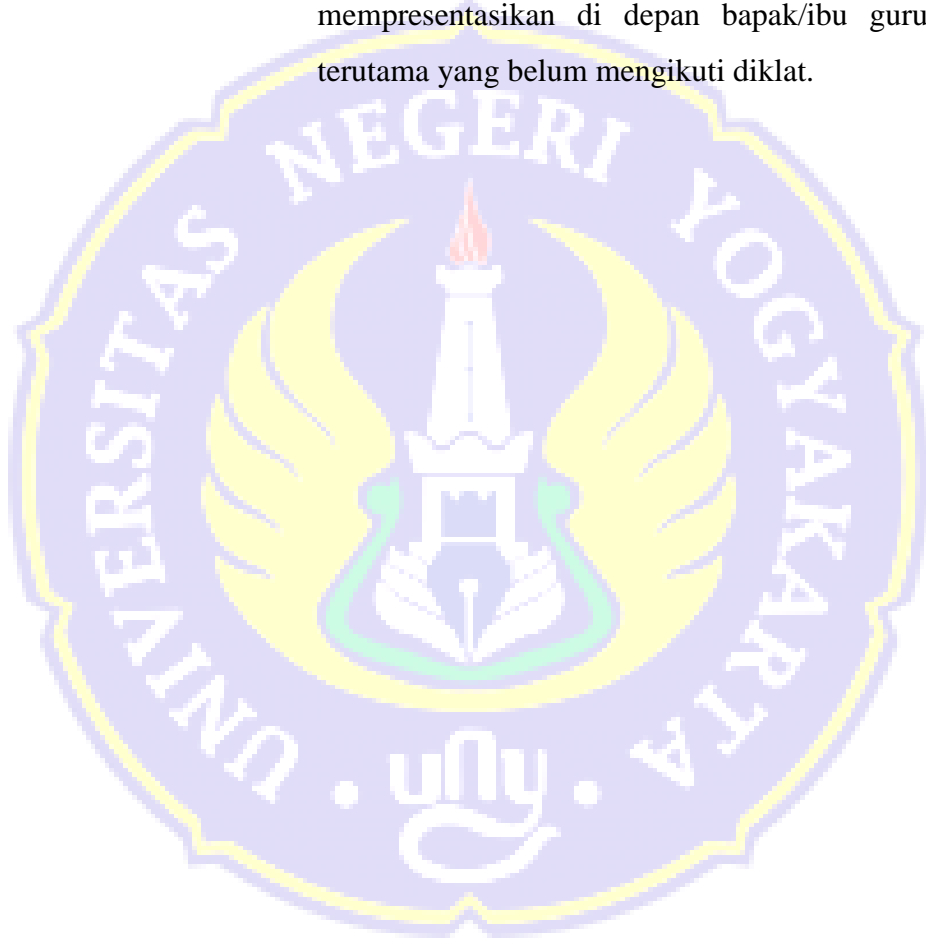 mempresentasikan di depan bapak/ibu guru
terutama yang belum mengikuti diklat.
UNIVERSITAS NEGERI YOGYAKARTA
uny